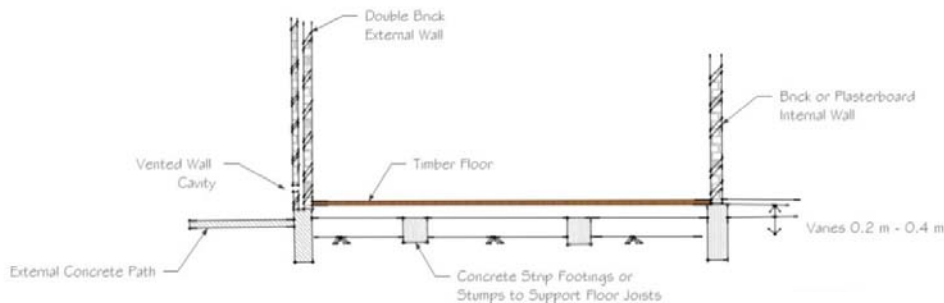 Double Brick
External Wall
Brick or Plasterboard
Internal Wall
Vented Wall
Cavity
Timber Floor
Varies 0.2 m - 0.4 m
External Concrete Path
Concrete Strip Footings or
Stumps to Support Floor Joists